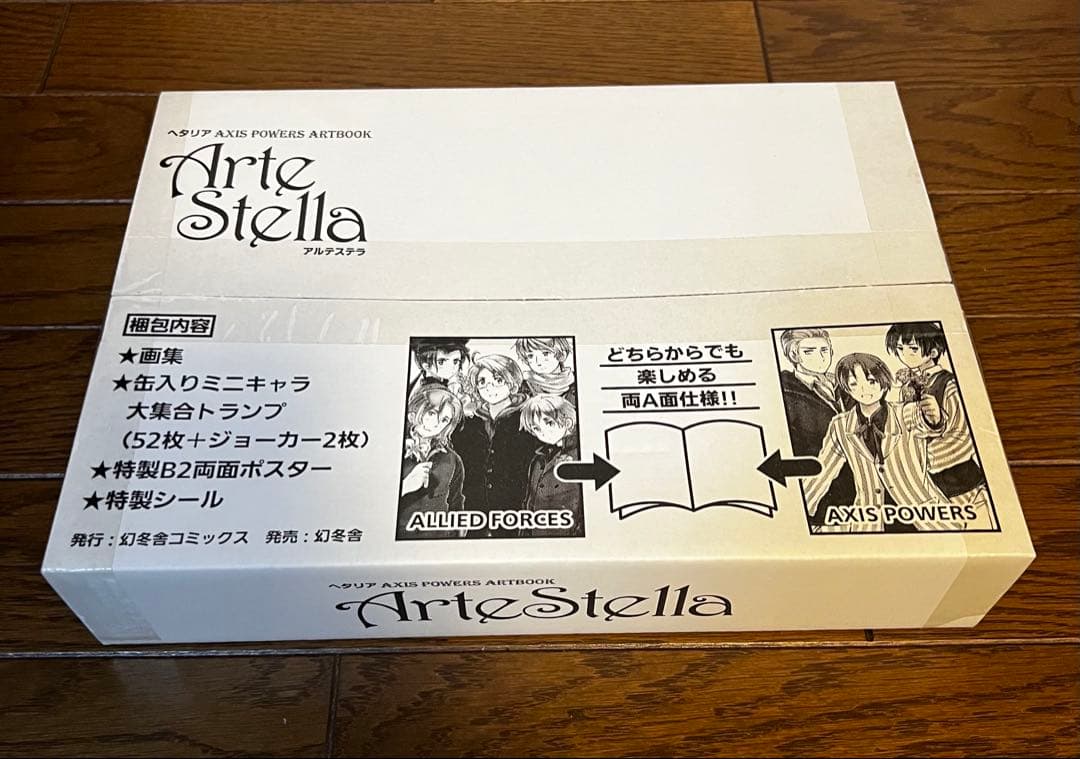 ヘタリア AXIS POWERS ARTBOOK
Arte
Stella
アルテステラ
梱包内容
★画集
★缶入りミニキャラ
大集合トランプ
（52枚＋ジョーカー2枚）
★特製B2両面ポスター
★特製シール
発行：幻冬舎コミックス 発売：幻冬舎
ALLIED FORCES
どちらからでも
楽しめる
両A面仕様!!
AXIS POWERS
ヘタリア AXIS POWERS ARTBOOK
ArteStella